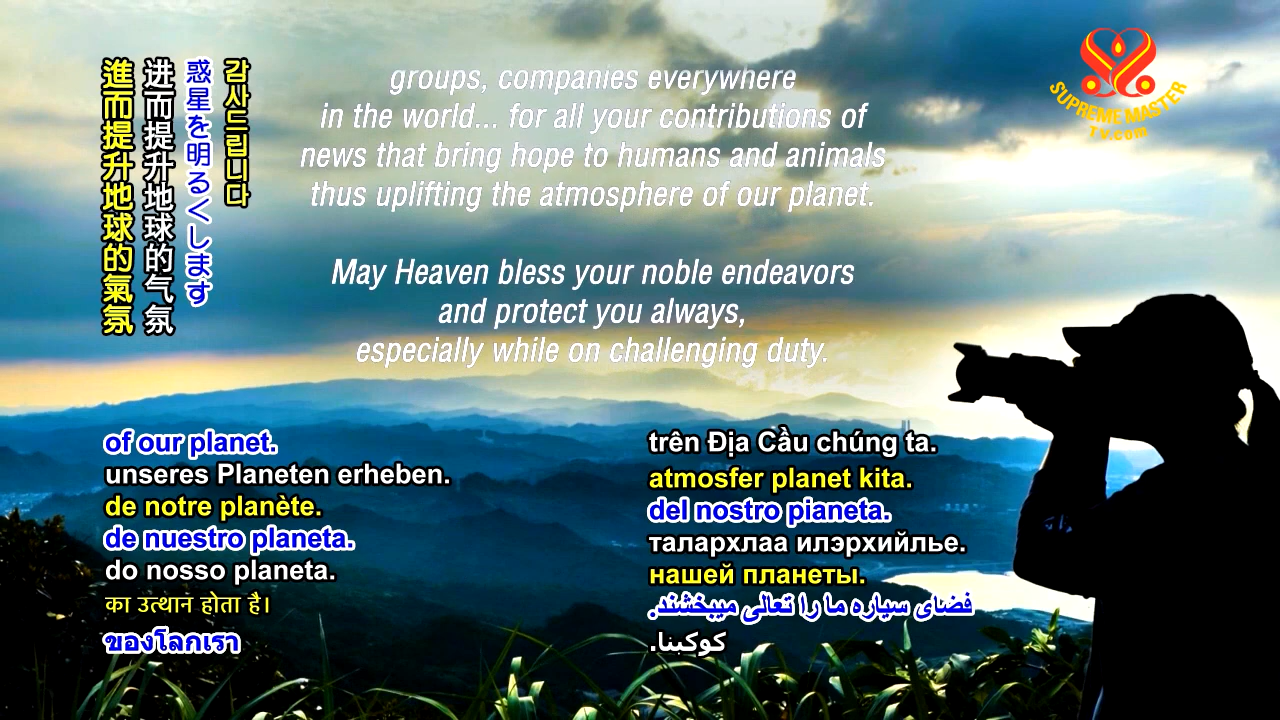 進而提升地球的氣氛
进而提升地球的气氛
惑星を明るくします
감사드립니다
groups, companies everywhere
in the world... for all your contributions of
news that bring hope to humans and animals
thus uplifting the atmosphere of our planet.
May Heaven bless your noble endeavors
and protect you always,
especially while on challenging duty.
SUPREME MASTER
TV.com
of our planet.
unseres Planeten erheben.
de notre planète.
de nuestro planeta.
do nosso planeta.
का उत्थान होता है।
ของโลกเรา
trên Địa Cầu chúng ta.
atmosfer planet kita.
del nostro pianeta.
талархлаа илэрхийлье.
нашей планеты.
فضای سیاره ما را تعالی میبخشند.
كوكبنا.